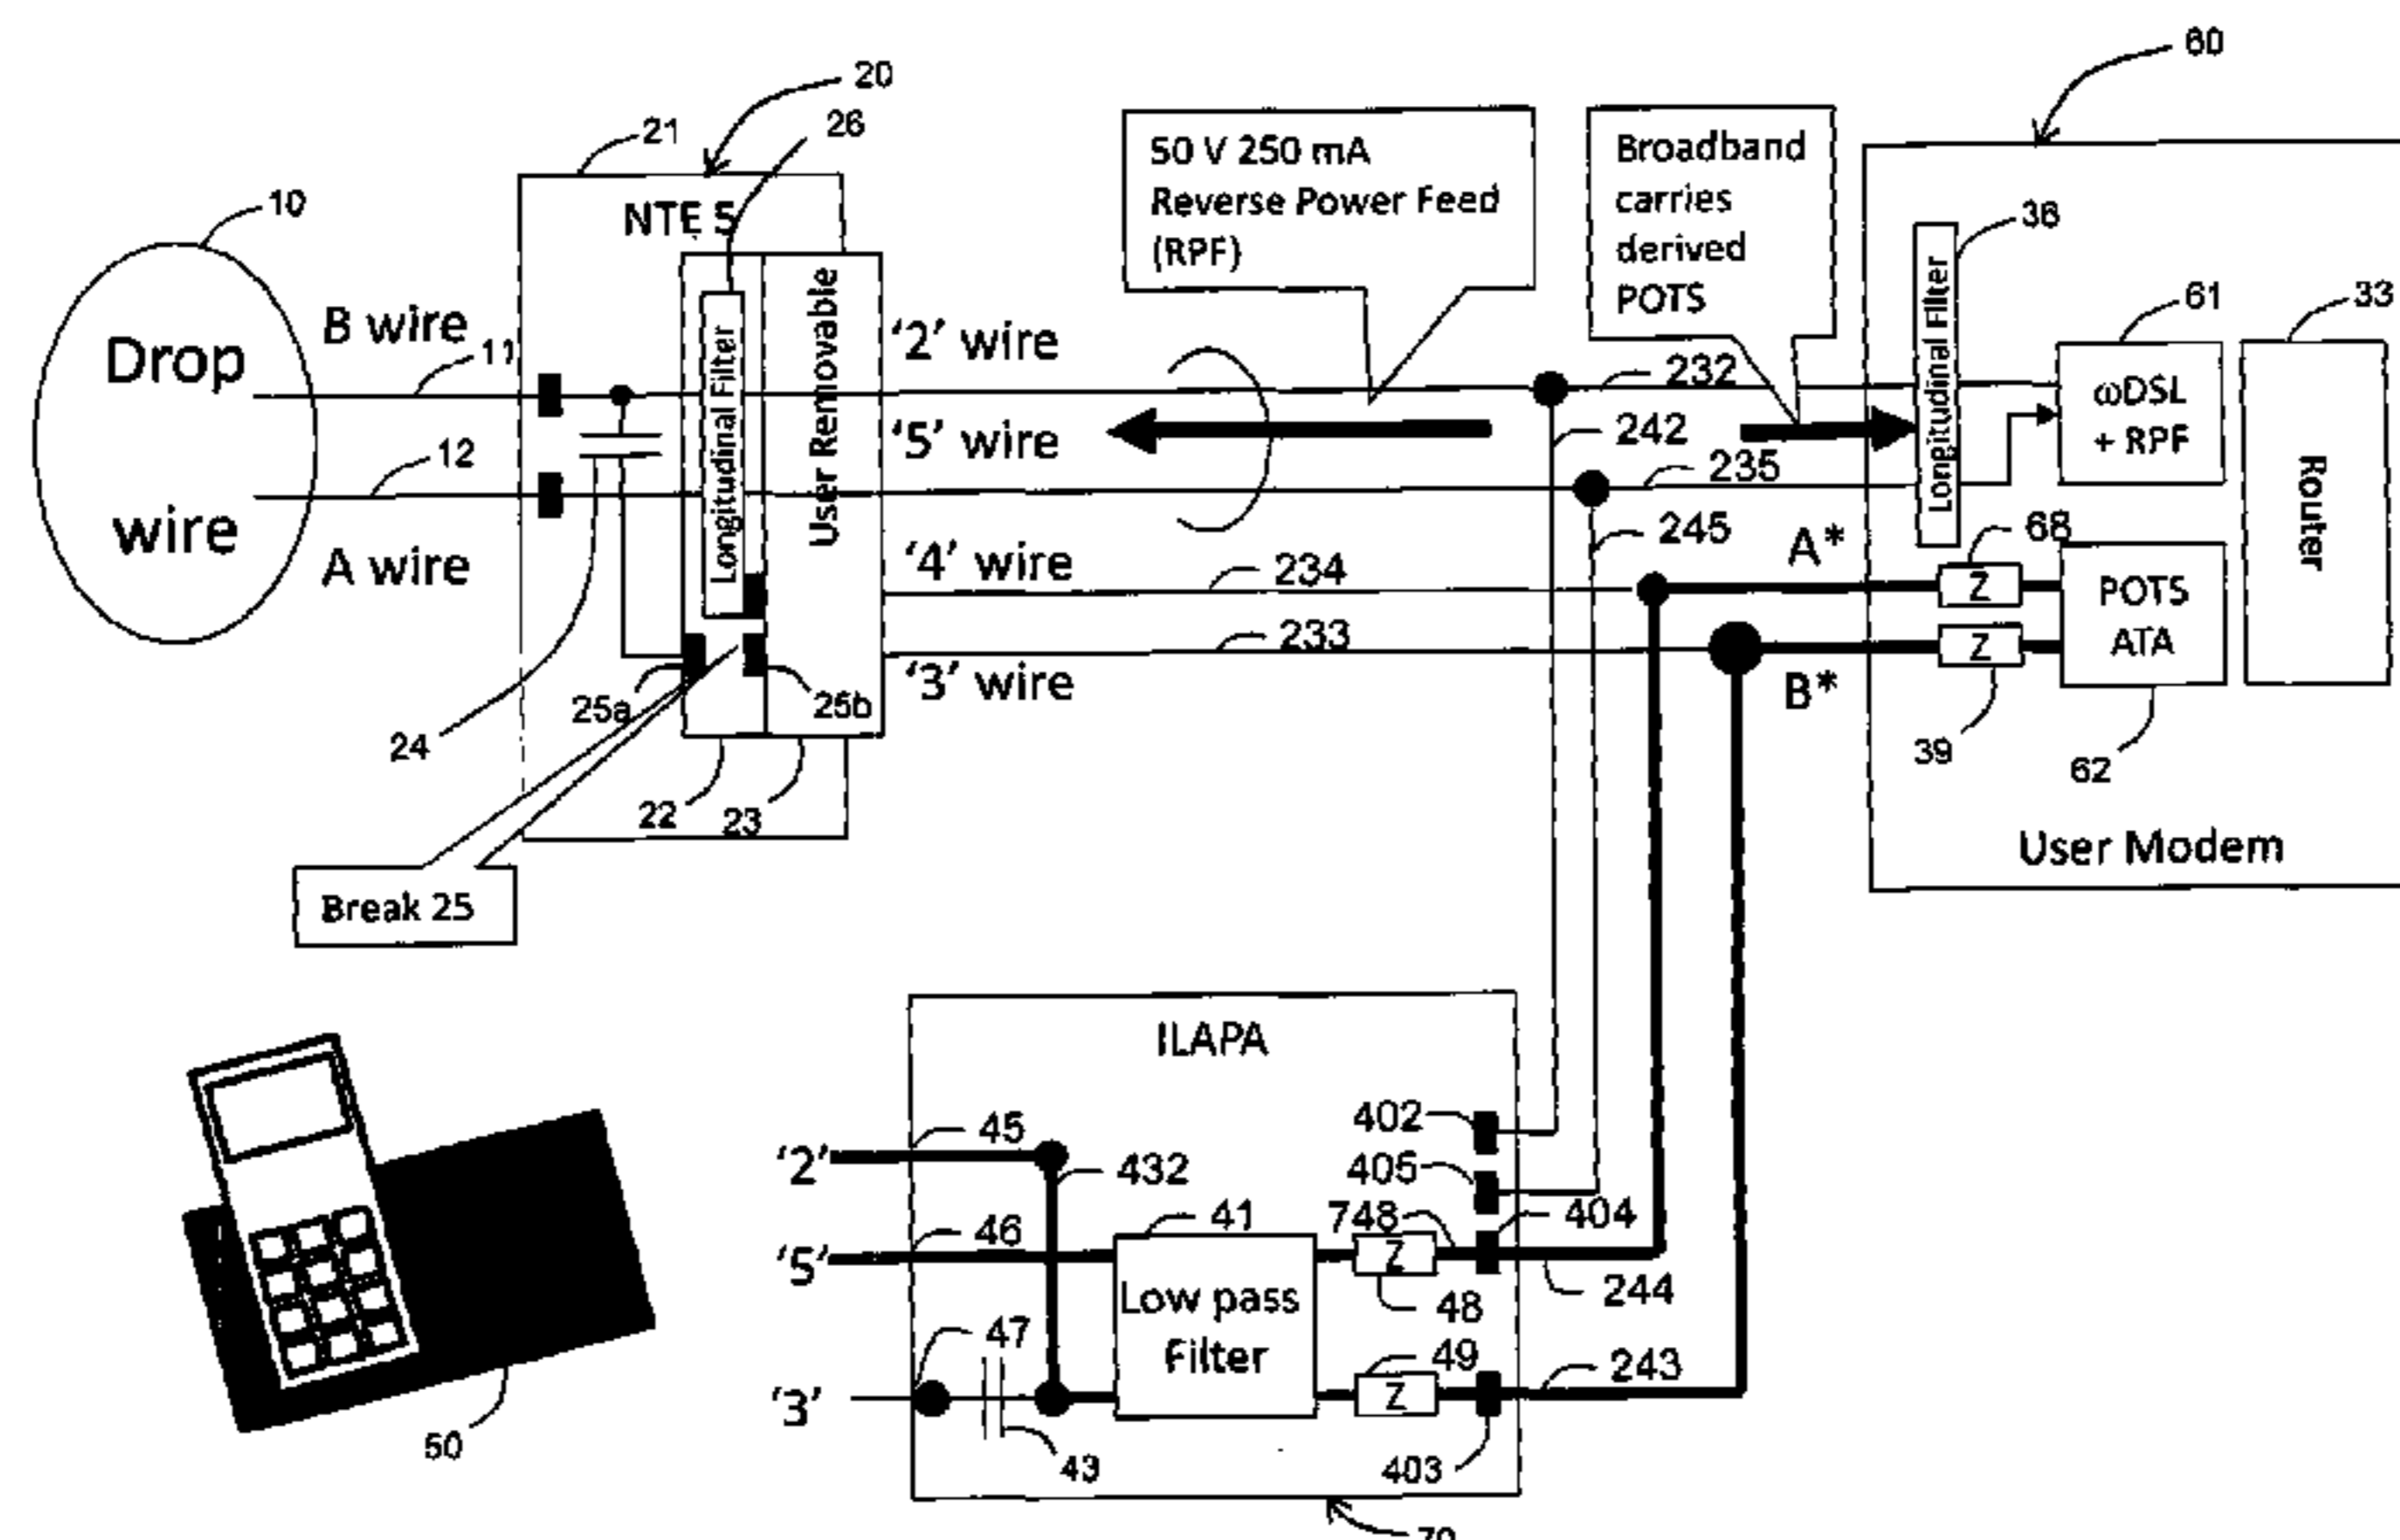 60
20
26
21
50 V 250 mA
Reverse Power Feed
(RPF)
Broadband
carries
derived
POTS
10
NTE 5
36
Drop
wire
B wire
11
Longitudinal Filter
User Removable
'2' wire
232
Longitudinal Filter
61
33
ωDSL
+ RPF
Router
12
'5' wire
242
235
A wire
'4' wire
234
245
A*
68
Z
POTS
ATA
233
Z
25a
25b
'3' wire
B*
24
39
62
22
23
User Modem
Break 25
ILAPA
402
'2'
45
432
405
'5'
46
41
748
404
Z
Low pass
Filter
48
244
'3'
47
49
Z
243
43
403
50